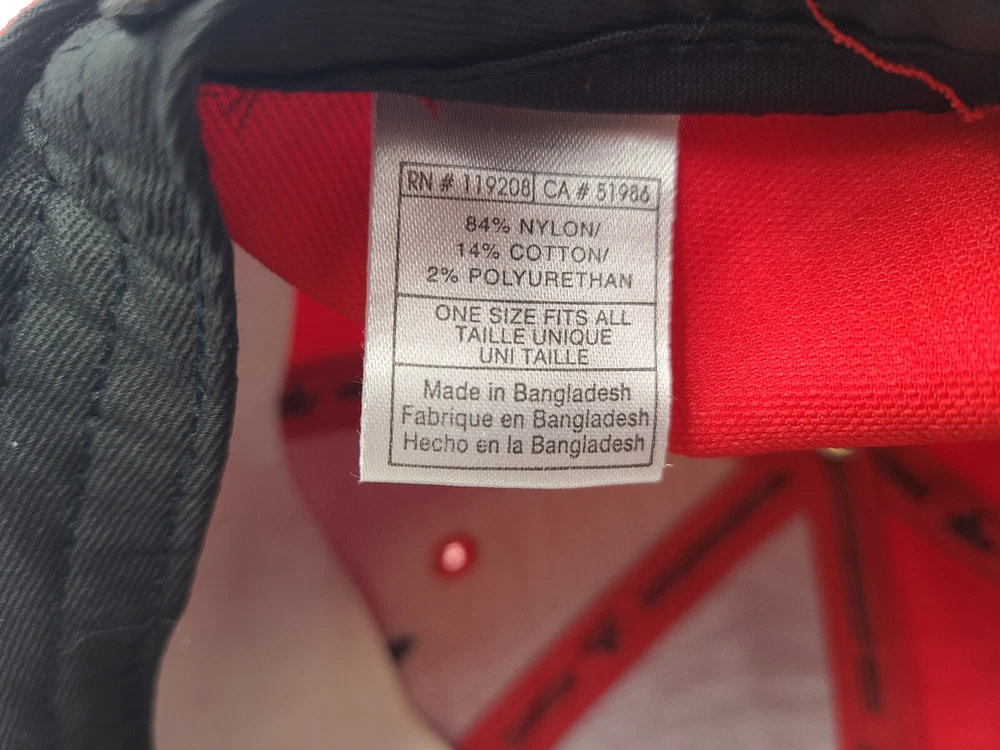 RN # 119208 CA # 51986
84% NYLON/
14% COTTON/
2% POLYURETHAN
ONE SIZE FITS ALL
TAILLE UNIQUE
UNI TAILLE
Made in Bangladesh
Fabrique en Bangladesh
Hecho en la Bangladesh